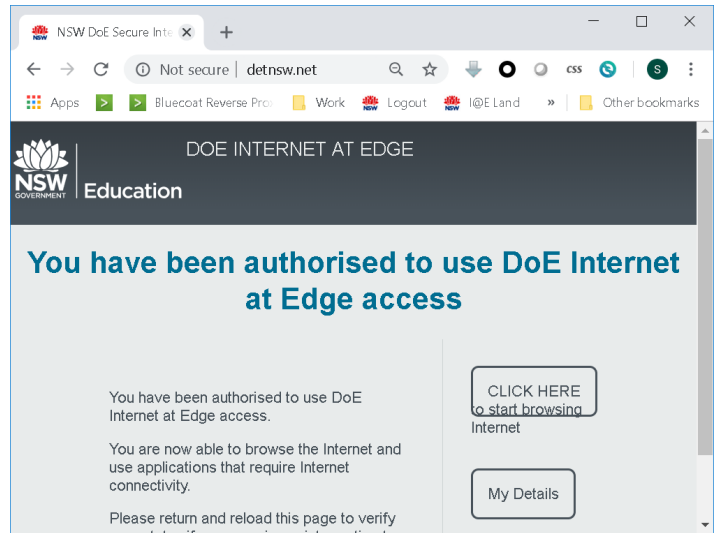 NSW DoE Secure Inte
Not secure | detnsw.net
css
S
Apps
Bluecoat Reverse Pro
Work
Logout
I@E Land
»
Other bookmarks
NSW
GOVERNMENT
Education
DOE INTERNET AT EDGE
You have been authorised to use DoE Internet
at Edge access
You have been authorised to use DoE
Internet at Edge access.
You are now able to browse the Internet and
use applications that require Internet
connectivity.
Please return and reload this page to verify
CLICK HERE
to start browsing
Internet
My Details